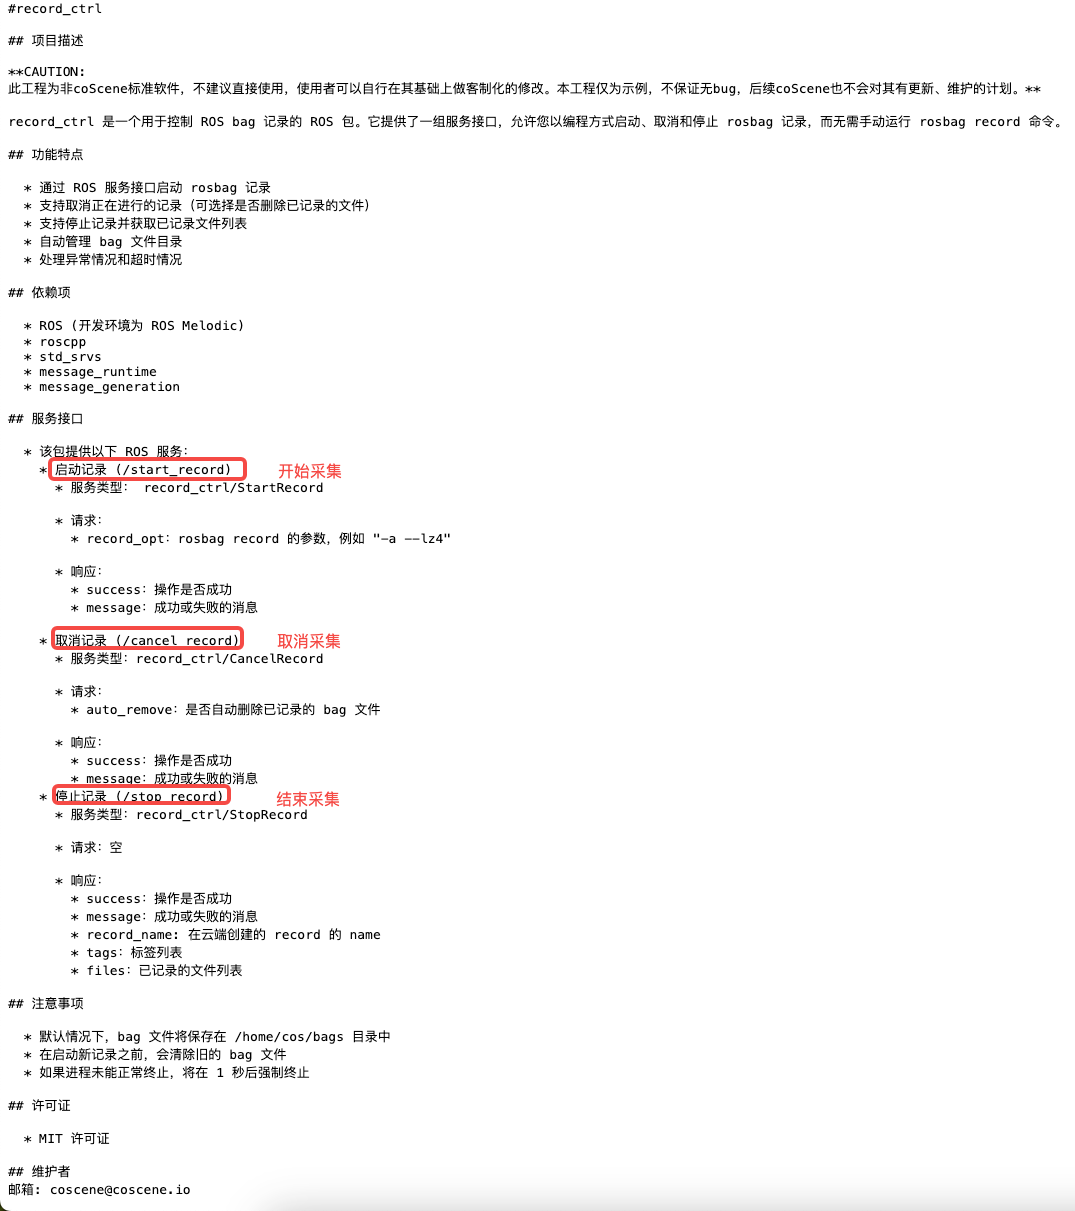 #record_ctrl
## 项目描述
**CAUTION:
此工程为非coScene标准软件，不建议直接使用，使用者可以自行在其基础上做客制化的修改。本工程仅为示例，不保证无bug，后续coScene也不会对其有更新、维护的计划。**
record_ctrl 是一个用于控制 ROS bag 记录的 ROS 包。它提供了一组服务接口，允许您以编程方式启动、取消和停止 rosbag 记录，而无需手动运行 rosbag record 命令。
## 功能特点
* 通过 ROS 服务接口启动 rosbag 记录
* 支持取消正在进行的记录（可选择是否删除已记录的文件）
* 支持停止记录并获取已记录文件列表
* 自动管理 bag 文件目录
* 处理异常情况和超时情况
## 依赖项
* ROS (开发环境为 ROS Melodic)
* roscpp
* std_srvs
* message_runtime
* message_generation
## 服务接口
* 该包提供以下 ROS 服务：
* 启动记录 (/start_record) 开始采集
* 服务类型： record_ctrl/StartRecord
* 请求：
* record_opt：rosbag record 的参数，例如 "-a --lz4"
* 响应：
* success：操作是否成功
* message：成功或失败的消息
* 取消记录 (/cancel_record) 取消采集
* 服务类型：record_ctrl/CancelRecord
* 请求：
* auto_remove：是否自动删除已记录的 bag 文件
* 响应：
* success：操作是否成功
* message：成功或失败的消息
* 停止记录 (/stop_record) 结束采集
* 服务类型：record_ctrl/StopRecord
* 请求：空
* 响应：
* success：操作是否成功
* message：成功或失败的消息
* record_name: 在云端创建的 record 的 name
* tags：标签列表
* files：已记录的文件列表
## 注意事项
* 默认情况下，bag 文件将保存在 /home/cos/bags 目录中
* 在启动新记录之前，会清除旧的 bag 文件
* 如果进程未能正常终止，将在 1 秒后强制终止
## 许可证
* MIT 许可证
## 维护者
邮箱: coscene@coscene.io